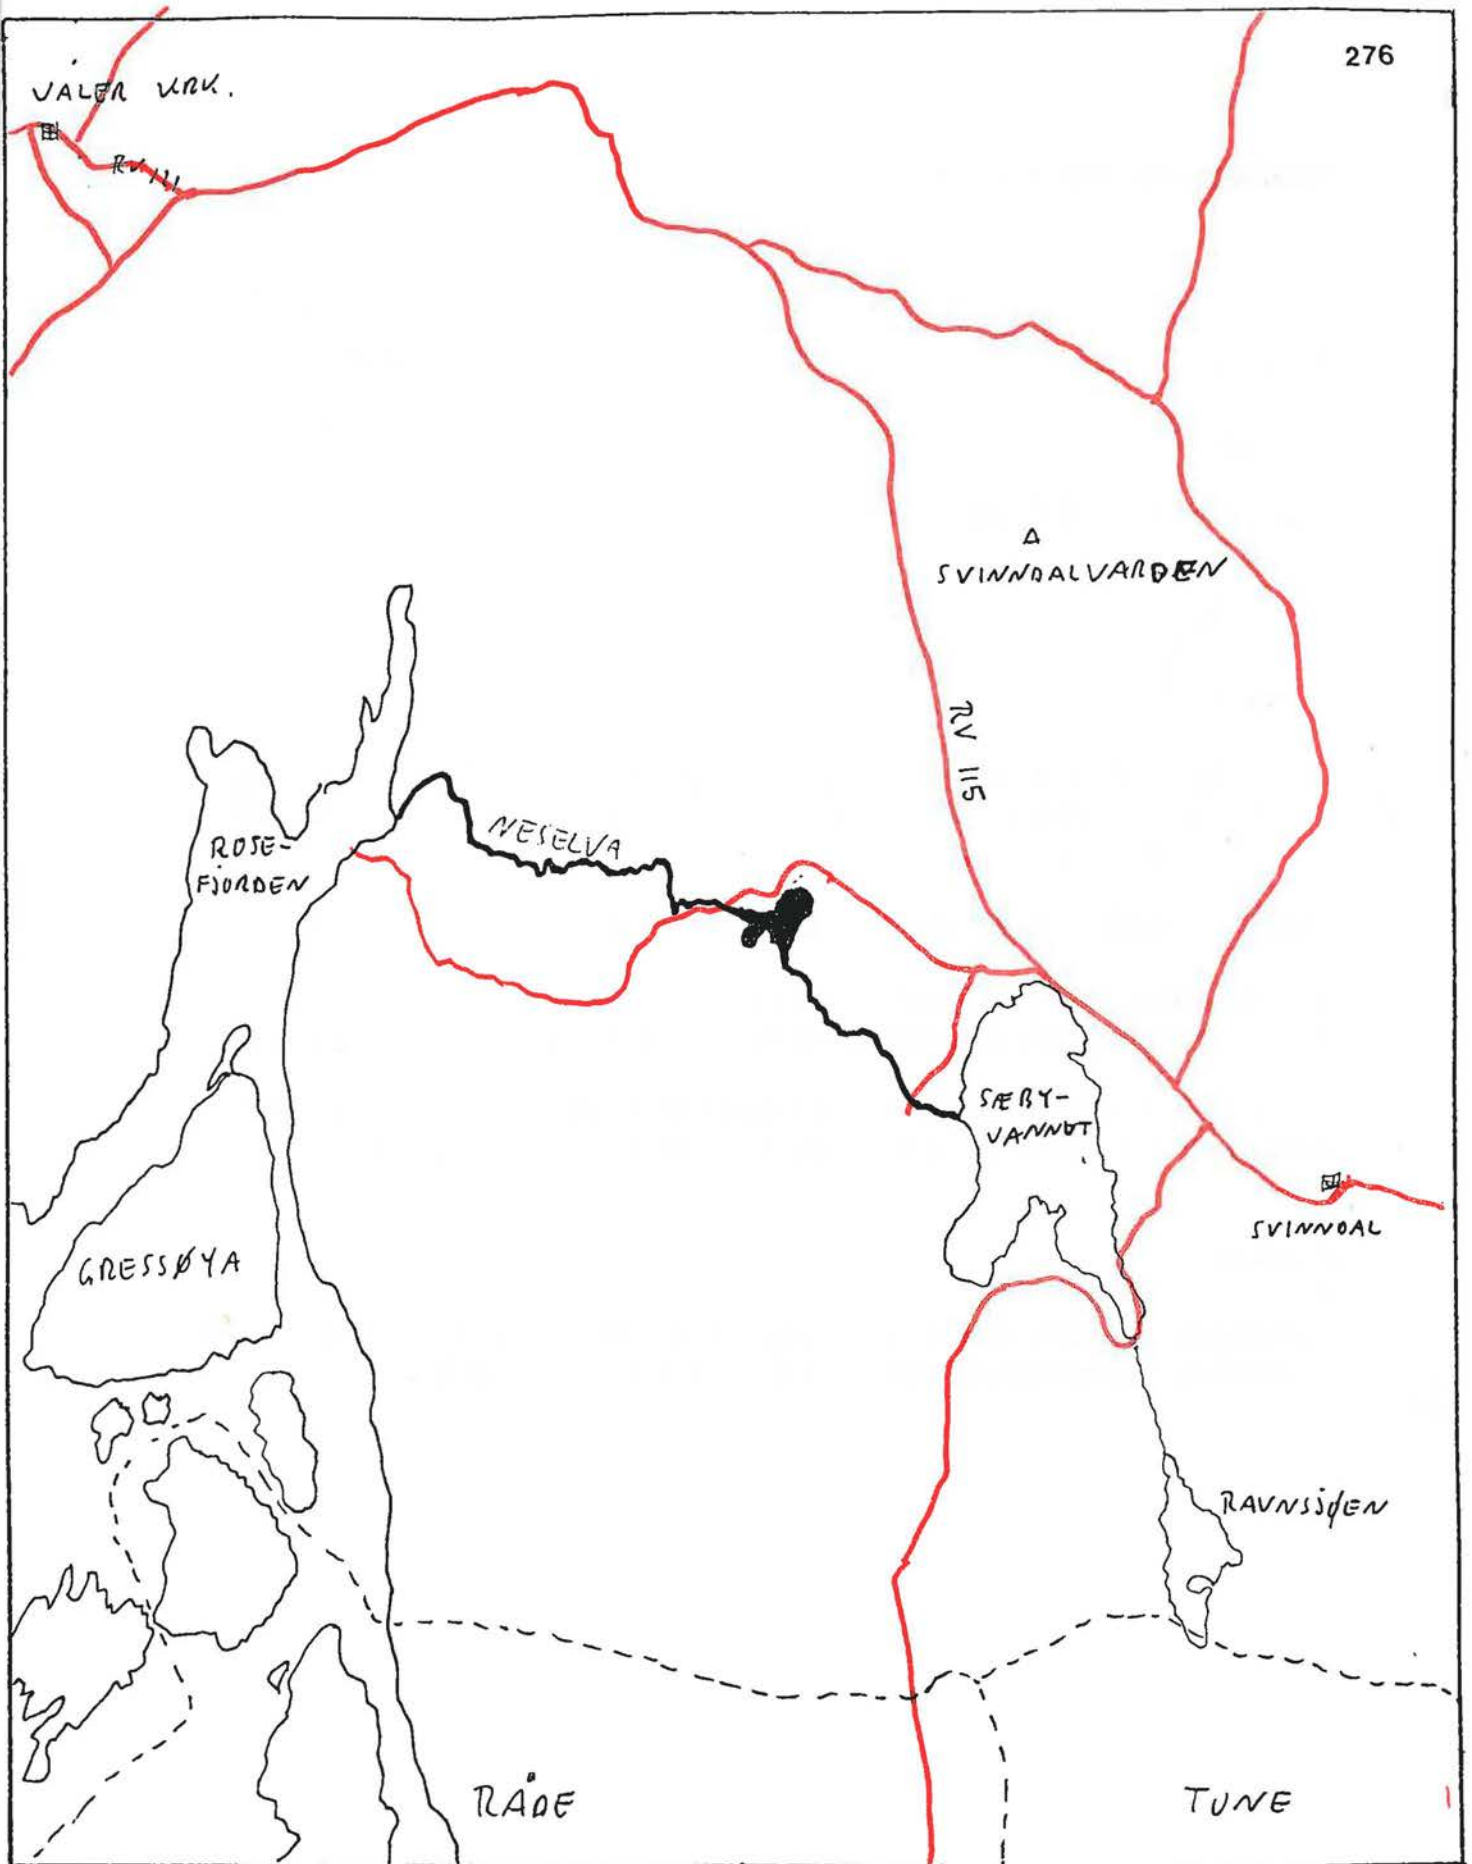 276
VÅLER KRK.
RV 111
SVINNDALVARDEN
RV 115
NESELVA
ROSE-
FJORDEN
SÆBY-
VANNET
SVINNDAL
GRESSØYA
RAVNSJØEN
RÅDE
TUNE